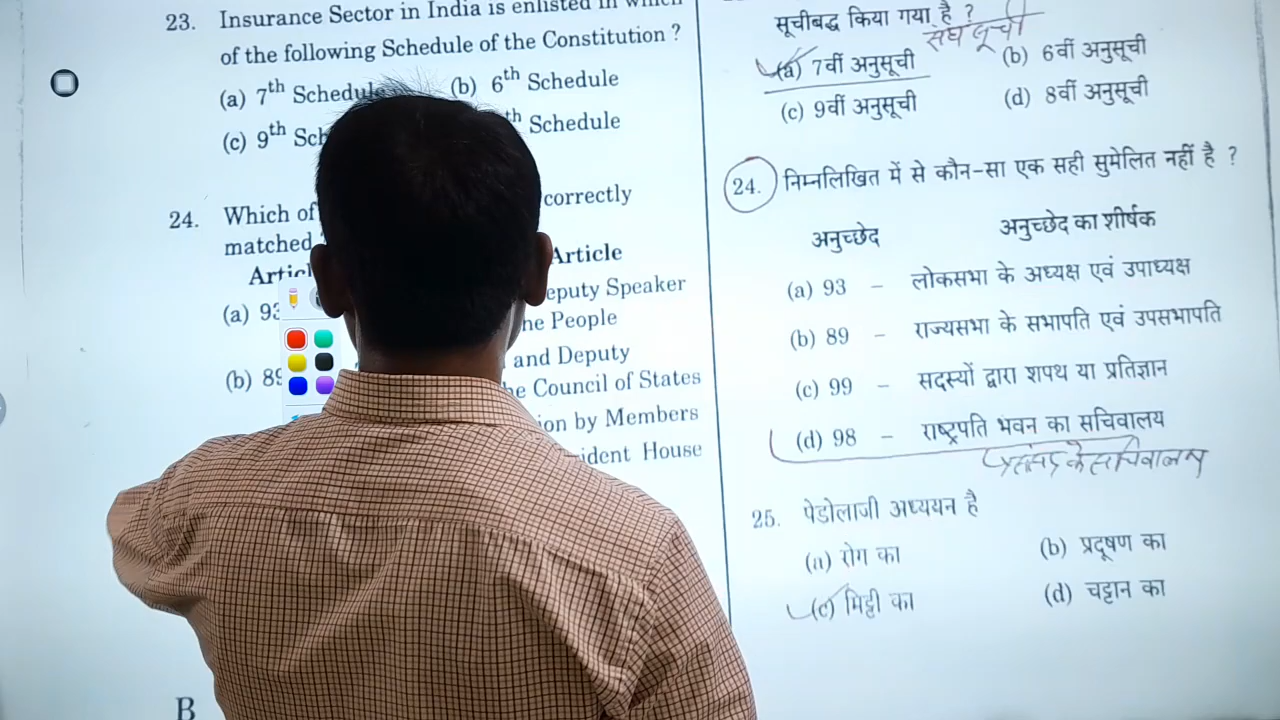 23. Insurance Sector in India is enlisted in which
of the following Schedule of the Constitution ?
(a) 7th Schedule (b) 6th Schedule
(c) 9th Sch th Schedule
24. Which of correctly
matched
Article
(a) 93 eputy Speaker
he People
(b) 89 and Deputy
he Council of States
ion by Members
ident House
B
सूचीबद्ध किया गया है ?
संघ सूची
(a) 7वीं अनुसूची (b) 6वीं अनुसूची
(c) 9वीं अनुसूची (d) 8वीं अनुसूची
24. निम्नलिखित में से कौन-सा एक सही सुमेलित नहीं है ?
अनुच्छेद अनुच्छेद का शीर्षक
(a) 93 – लोकसभा के अध्यक्ष एवं उपाध्यक्ष
(b) 89 – राज्यसभा के सभापति एवं उपसभापति
(c) 99 – सदस्यों द्वारा शपथ या प्रतिज्ञान
(d) 98 – राष्ट्रपति भवन का सचिवालय
संसद के सचिवालय
25. पेडोलाजी अध्ययन है
(a) रोग का (b) प्रदूषण का
(c) मिट्टी का (d) चट्टान का